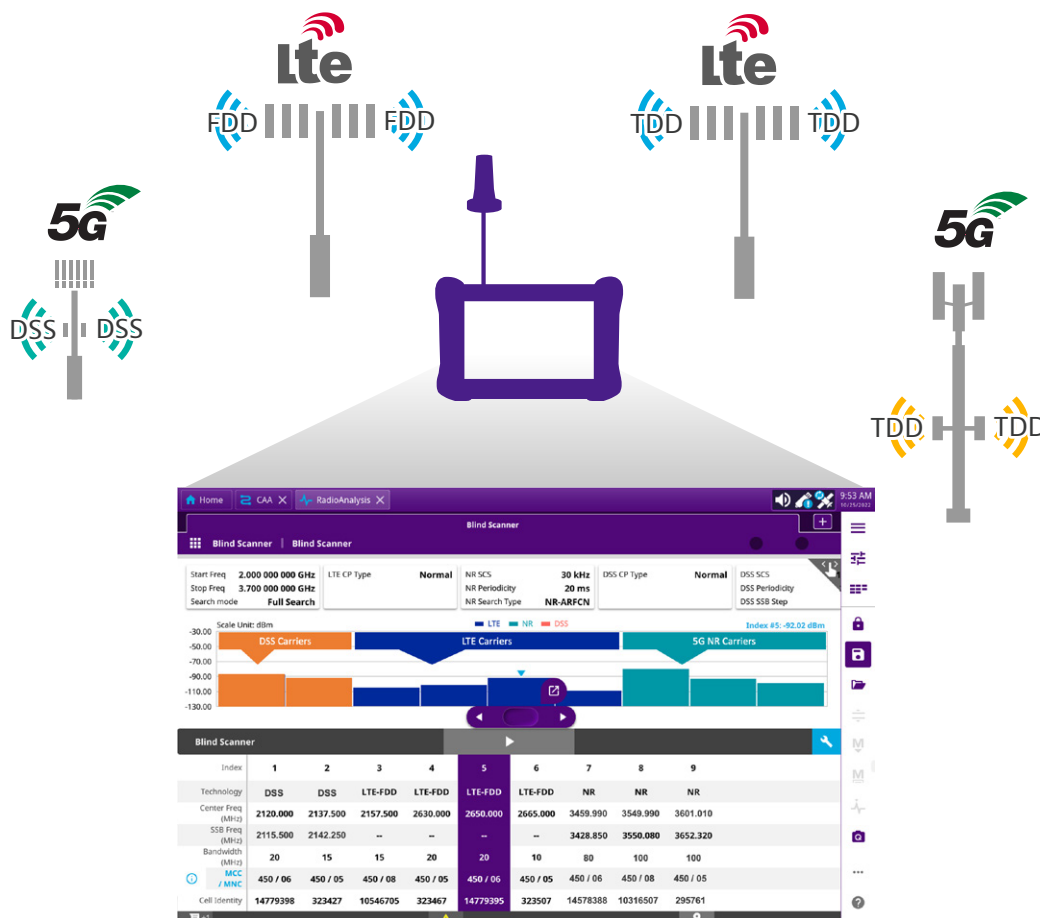 Lte
FDD FDD
Lte
TDD TDD
5G
DSS DSS
5G
TDD TDD
Home CAA RadioAnalysis 9:53 AM
10/25/2022
Blind Scanner
Blind Scanner | Blind Scanner
Start Freq 2.000 000 000 GHz LTE CP Type Normal NR SCS 30 kHz DSS CP Type Normal DSS SCS
Stop Freq 3.700 000 000 GHz NR Periodicity 20 ms DSS Periodicity
Search mode Full Search NR Search Type NR-ARFCN DSS SSB Step
Scale Unit: dBm LTE NR DSS Index #5: -92.02 dBm
-30.00
DSS Carriers LTE Carriers 5G NR Carriers
-50.00
-70.00
-90.00
-110.00
-130.00
Blind Scanner
Index 1 2 3 4 5 6 7 8 9
Technology DSS DSS LTE-FDD LTE-FDD LTE-FDD LTE-FDD NR NR NR
Center Freq
(MHz) 2120.000 2137.500 2157.500 2630.000 2650.000 2665.000 3459.990 3549.990 3601.010
SSB Freq
(MHz) 2115.500 2142.250 -- -- -- -- 3428.850 3550.080 3652.320
Bandwidth
(MHz) 20 15 15 20 20 10 80 100 100
MCC
/ MNC 450 / 06 450 / 05 450 / 08 450 / 05 450 / 06 450 / 05 450 / 06 450 / 08 450 / 05
Cell Identity 14779398 323427 10546705 323467 14779395 323507 14578388 10316507 295761